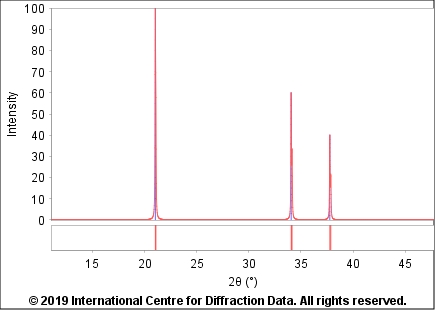 100
90
80
70
60
50
40
30
20
10
0
Intensity
15 20 25 30 35 40 45
2θ (°)
© 2019 International Centre for Diffraction Data. All rights reserved.